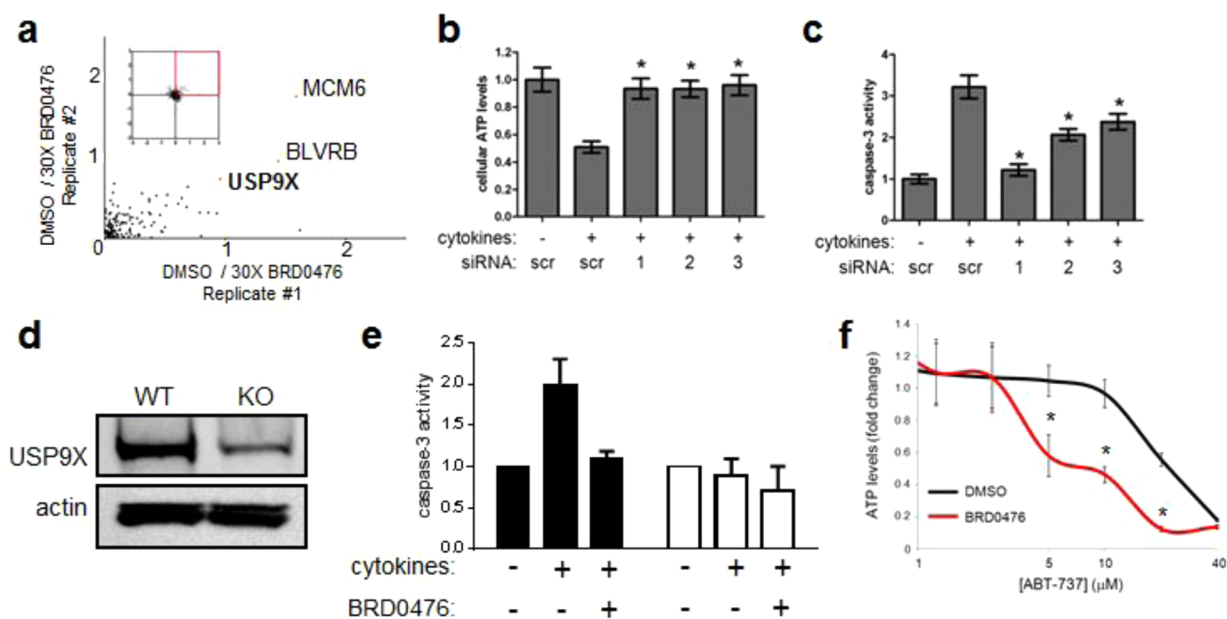 a
DMSO / 30X BRD0476
Replicate #2
2
1
0
1
2
MCM6
BLVRB
USP9X
DMSO / 30X BRD0476
Replicate #1
b
cellular ATP levels
1.2
1.0
0.8
0.6
0.4
0.2
0.0
* * *
cytokines: - + + + +
siRNA: scr scr 1 2 3
c
caspase-3 activity
4
3
2
1
0
* * *
cytokines: - + + + +
siRNA: scr scr 1 2 3
d
WT KO
USP9X
actin
e
caspase-3 activity
2.5
2.0
1.5
1.0
0.5
0.0
cytokines: - + + - + +
BRD0476: - - + - - +
f
ATP levels (fold change)
1.4
1.2
1.0
0.8
0.6
0.4
0.2
0
* * *
DMSO
BRD0476
1 5 10 40
[ABT-737] (μM)